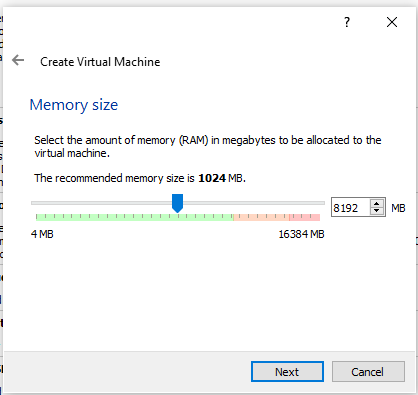 ?
Create Virtual Machine
Memory size
Select the amount of memory (RAM) in megabytes to be allocated to the
virtual machine.
The recommended memory size is 1024 MB.
8192 MB
4 MB 16384 MB
Next Cancel